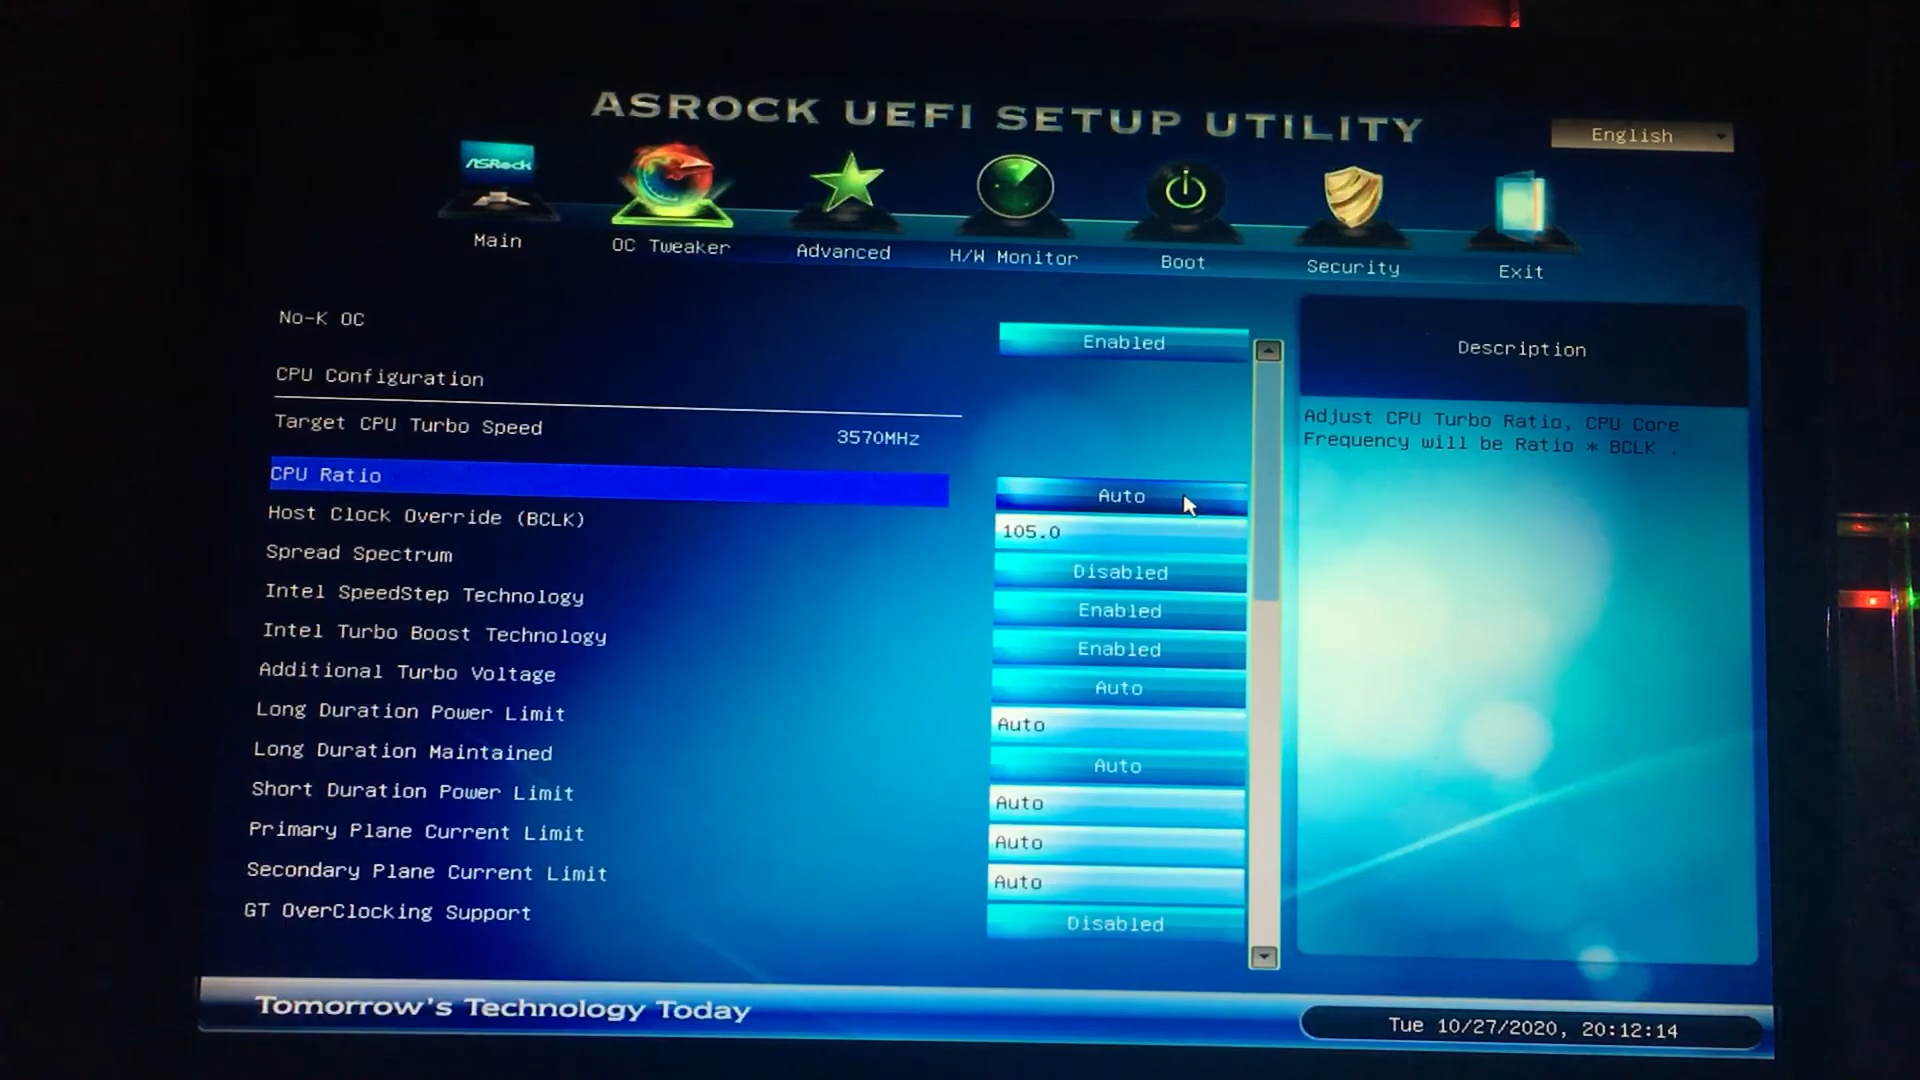 ASROCK UEFI SETUP UTILITY
English
ASRock
Main
OC Tweaker
Advanced
H/W Monitor
Boot
Security
Exit
No-K OC
Enabled
CPU Configuration
Target CPU Turbo Speed 3570MHz
CPU Ratio Auto
Host Clock Override (BCLK) 105.0
Spread Spectrum Disabled
Intel SpeedStep Technology Enabled
Intel Turbo Boost Technology Enabled
Additional Turbo Voltage Auto
Long Duration Power Limit Auto
Long Duration Maintained Auto
Short Duration Power Limit Auto
Primary Plane Current Limit Auto
Secondary Plane Current Limit Auto
GT OverClocking Support Disabled
Description
Adjust CPU Turbo Ratio, CPU Core
Frequency will be Ratio * BCLK .
Tomorrow's Technology Today
Tue 10/27/2020, 20:12:14